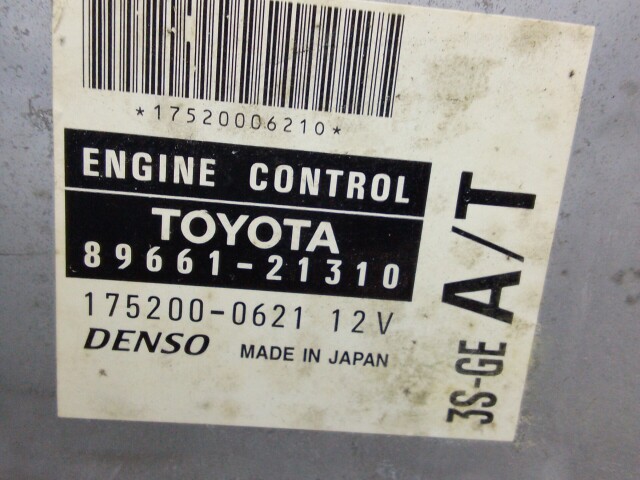 *17520006210*
ENGINE CONTROL
TOYOTA
89661-21310
175200-0621 12V
DENSO MADE IN JAPAN
3S-GE A/T